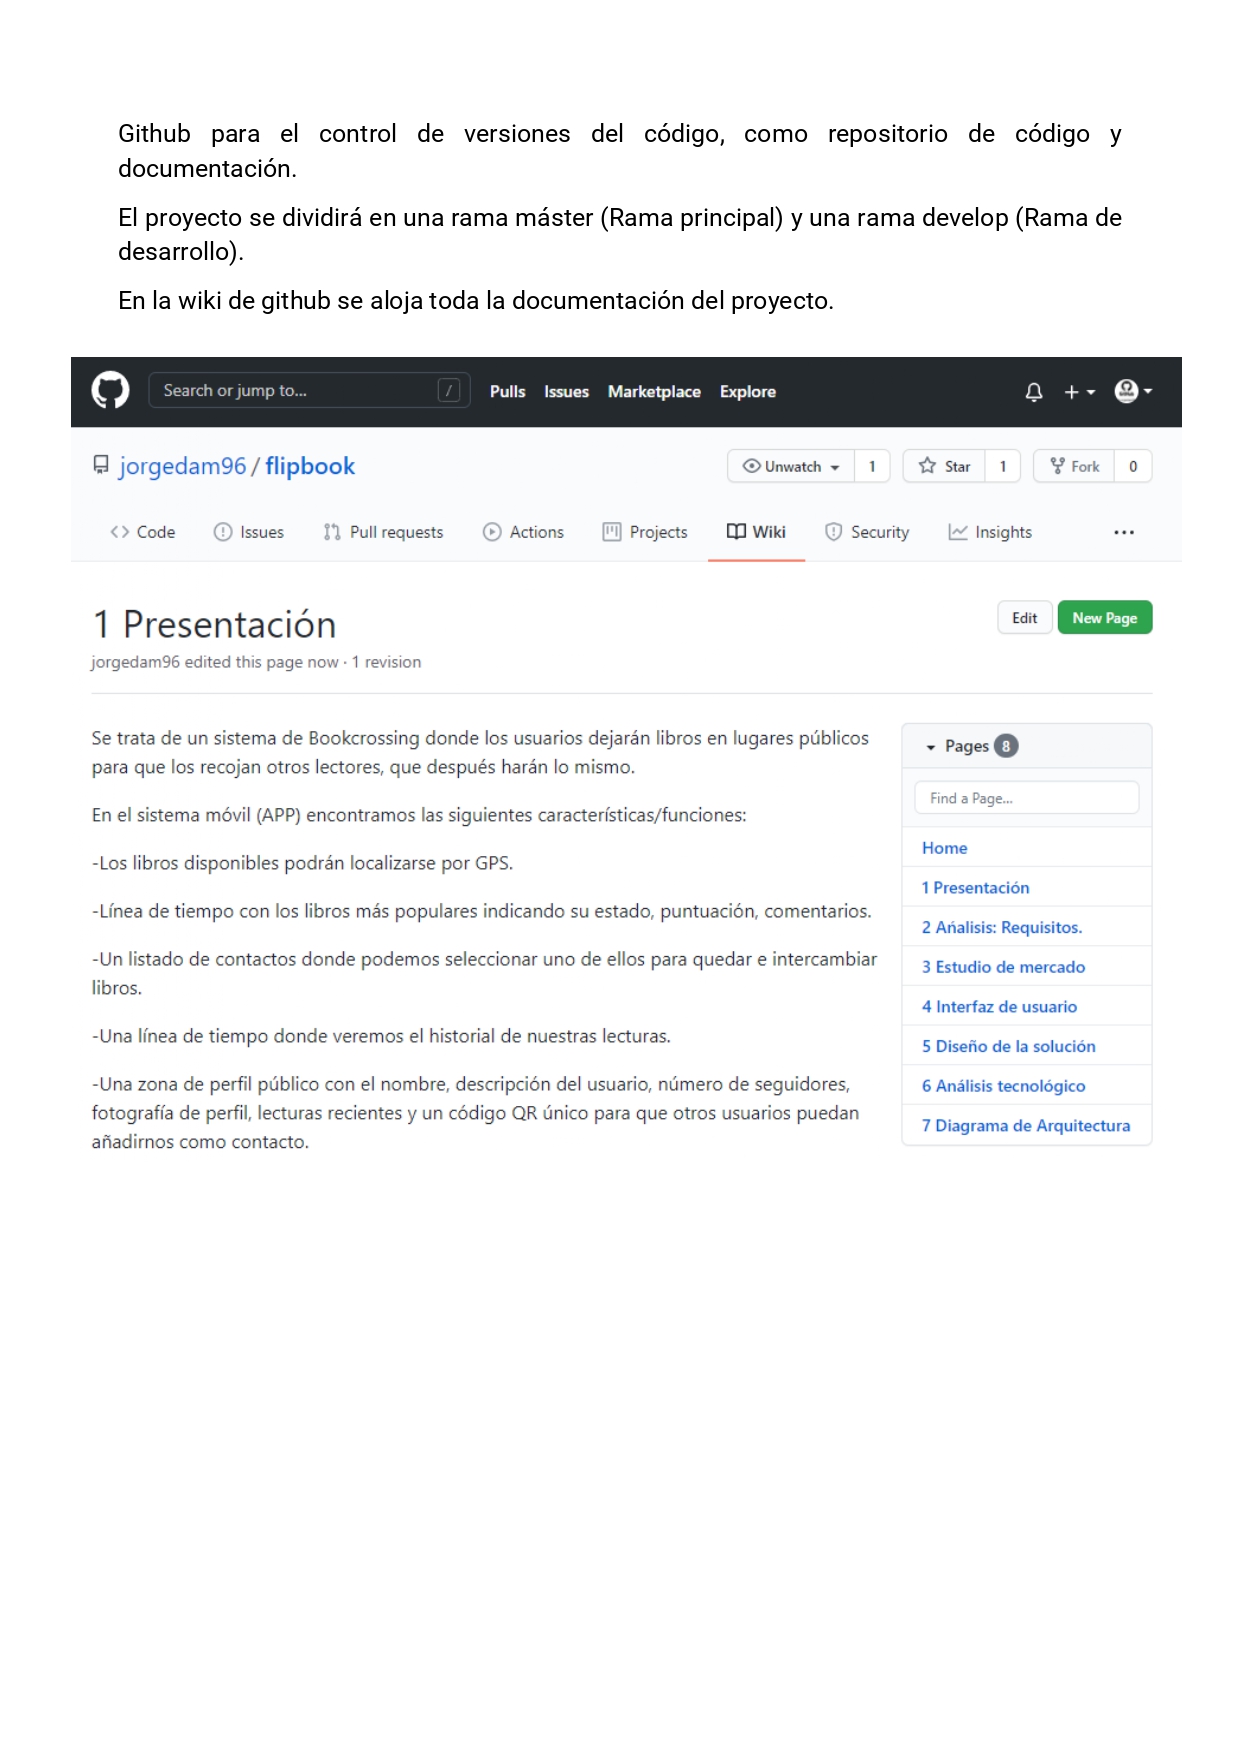 Github para el control de versiones del código, como repositorio de código y
documentación.
El proyecto se dividirá en una rama máster (Rama principal) y una rama develop (Rama de
desarrollo).
En la wiki de github se aloja toda la documentación del proyecto.
Search or jump to... / Pulls Issues Marketplace Explore
jorgedam96 / flipbook Unwatch 1 Star 1 Fork 0
Code Issues Pull requests Actions Projects Wiki Security Insights ...
1 Presentación Edit New Page
jorgedam96 edited this page now · 1 revision
Se trata de un sistema de Bookcrossing donde los usuarios dejarán libros en lugares públicos
para que los recojan otros lectores, que después harán lo mismo.
En el sistema móvil (APP) encontramos las siguientes características/funciones:
-Los libros disponibles podrán localizarse por GPS.
-Línea de tiempo con los libros más populares indicando su estado, puntuación, comentarios.
-Un listado de contactos donde podemos seleccionar uno de ellos para quedar e intercambiar
libros.
-Una línea de tiempo donde veremos el historial de nuestras lecturas.
-Una zona de perfil público con el nombre, descripción del usuario, número de seguidores,
fotografía de perfil, lecturas recientes y un código QR único para que otros usuarios puedan
añadirnos como contacto.
Pages 8
Find a Page...
Home
1 Presentación
2 Ańalisis: Requisitos.
3 Estudio de mercado
4 Interfaz de usuario
5 Diseño de la solución
6 Análisis tecnológico
7 Diagrama de Arquitectura